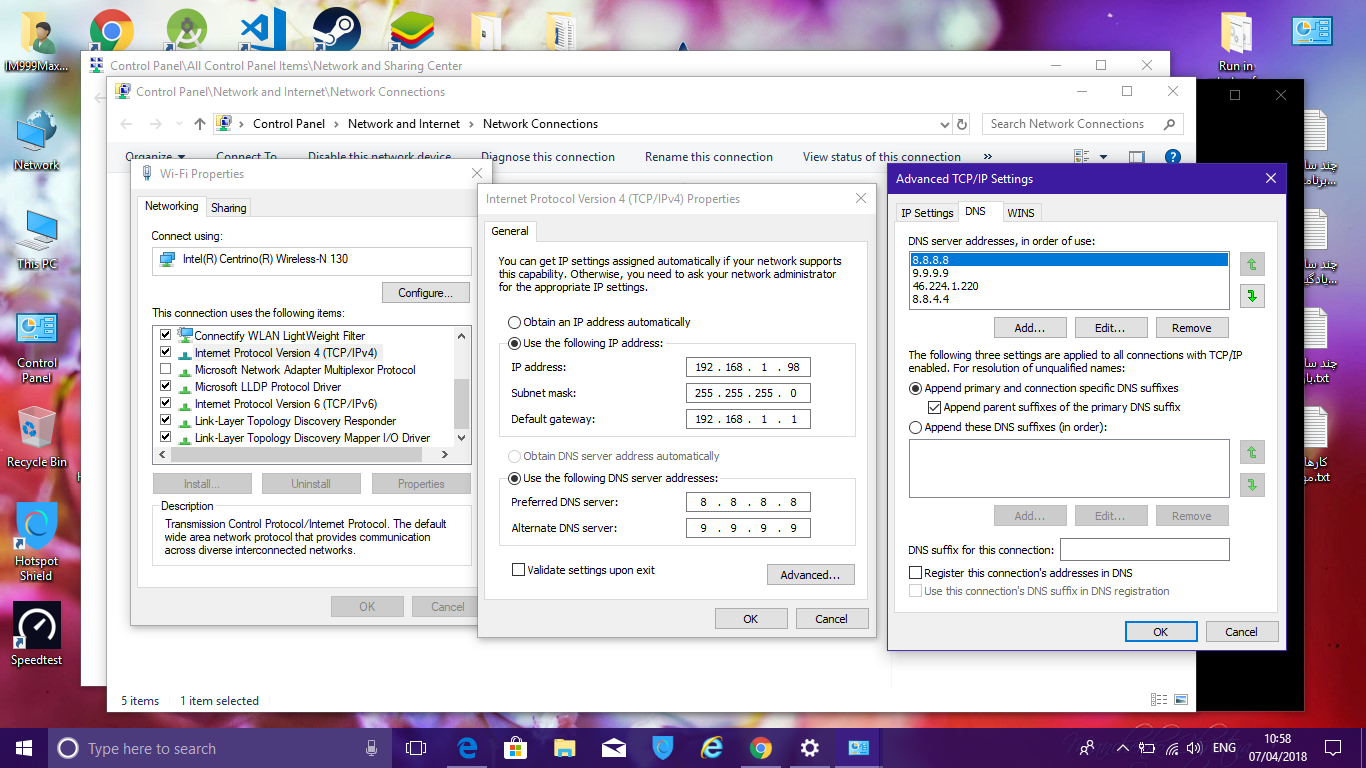 IM999Max...
Network
This PC
Control
Panel
Recycle Bin
Hotspot
Shield
Speedtest
Run in
Control Panel\All Control Panel Items\Network and Sharing Center
Control Panel\Network and Internet\Network Connections
Control Panel > Network and Internet > Network Connections
Search Network Connections
Organize
Connect To
Disable this network device
Diagnose this connection
Rename this connection
View status of this connection
»
Wi-Fi Properties
Networking
Sharing
Connect using:
Intel(R) Centrino(R) Wireless-N 130
Configure...
This connection uses the following items:
Connectify WLAN LightWeight Filter
Internet Protocol Version 4 (TCP/IPv4)
Microsoft Network Adapter Multiplexor Protocol
Microsoft LLDP Protocol Driver
Internet Protocol Version 6 (TCP/IPv6)
Link-Layer Topology Discovery Responder
Link-Layer Topology Discovery Mapper I/O Driver
Install...
Uninstall
Properties
Description
Transmission Control Protocol/Internet Protocol. The default
wide area network protocol that provides communication
across diverse interconnected networks.
OK
Cancel
Internet Protocol Version 4 (TCP/IPv4) Properties
General
You can get IP settings assigned automatically if your network supports
this capability. Otherwise, you need to ask your network administrator
for the appropriate IP settings.
Obtain an IP address automatically
Use the following IP address:
IP address:
192 . 168 . 1 . 98
Subnet mask:
255 . 255 . 255 . 0
Default gateway:
192 . 168 . 1 . 1
Obtain DNS server address automatically
Use the following DNS server addresses:
Preferred DNS server:
8 . 8 . 8 . 8
Alternate DNS server:
9 . 9 . 9 . 9
Validate settings upon exit
Advanced...
OK
Cancel
Advanced TCP/IP Settings
IP Settings
DNS
WINS
DNS server addresses, in order of use:
8.8.8.8
9.9.9.9
46.224.1.220
8.8.4.4
Add...
Edit...
Remove
The following three settings are applied to all connections with TCP/IP
enabled. For resolution of unqualified names:
Append primary and connection specific DNS suffixes
Append parent suffixes of the primary DNS suffix
Append these DNS suffixes (in order):
Add...
Edit...
Remove
DNS suffix for this connection:
Register this connection's addresses in DNS
Use this connection's DNS suffix in DNS registration
OK
Cancel
5 items
1 item selected
چند سا
...برنام
چند سا
...یادگی
چند سا
کارها
Type here to search
ENG
10:58
07/04/2018